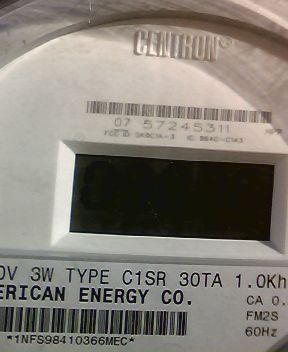 CENTRON®
07 57245311
0V 3W TYPE C1SR 30TA 1.0Kh
ERICAN ENERGY CO.
CA 0.
FM2S
60Hz
*1NFS98410366MEC*